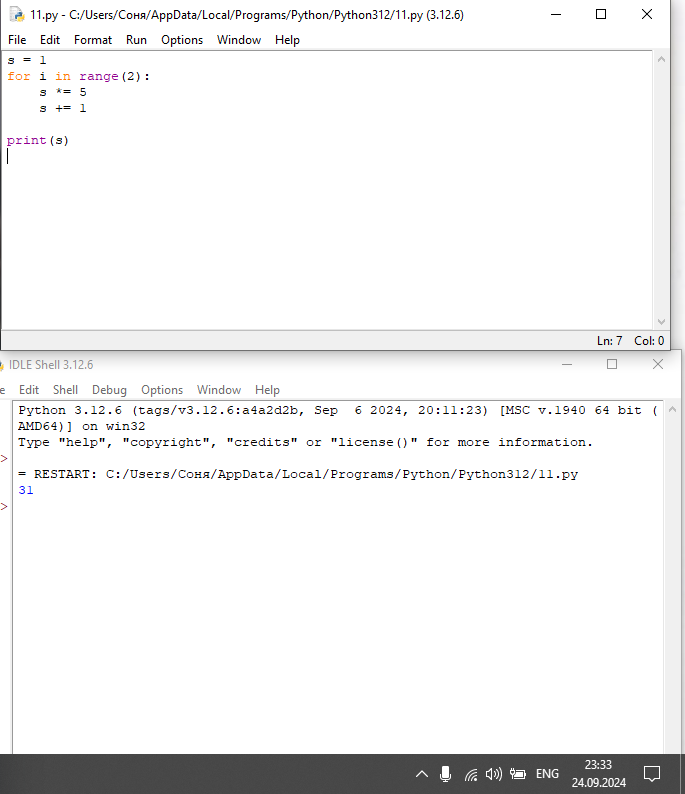 11.py - C:/Users/Соня/AppData/Local/Programs/Python/Python312/11.py (3.12.6)
File Edit Format Run Options Window Help
s = 1
for i in range(2):
    s *= 5
    s += 1
print(s)
Ln: 7 Col: 0
IDLE Shell 3.12.6
e Edit Shell Debug Options Window Help
Python 3.12.6 (tags/v3.12.6:a4a2d2b, Sep  6 2024, 20:11:23) [MSC v.1940 64 bit (
AMD64)] on win32
Type "help", "copyright", "credits" or "license()" for more information.
>
= RESTART: C:/Users/Соня/AppData/Local/Programs/Python/Python312/11.py
31
>
ENG
23:33
24.09.2024